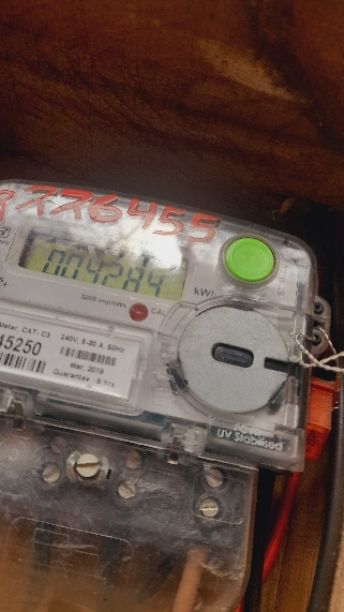 9776455
004284
kWh
3200 imp/kWh CAL
Meter, CAT- C3 240V, 5-30 A, 50Hz
45250
Mar, 2019
Guarantee : 5 Yrs
UV Stabilised